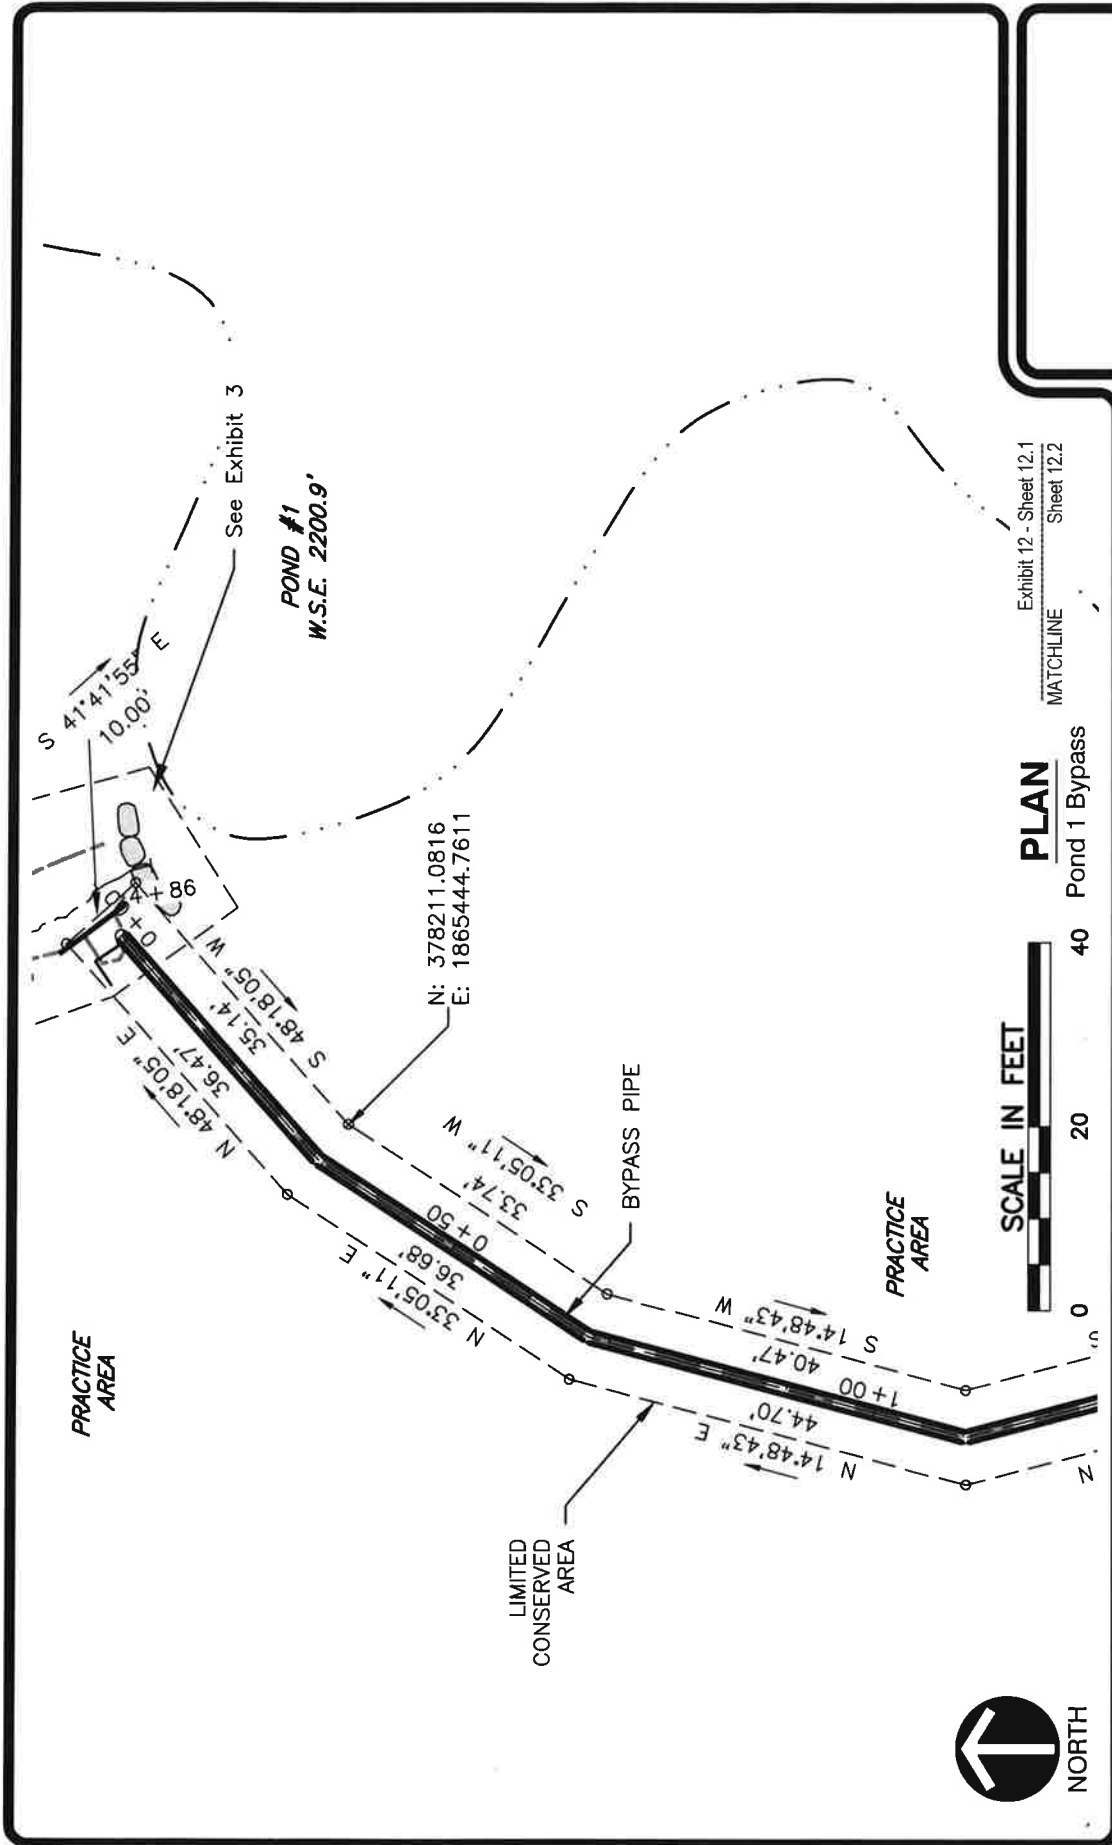 S 41°41'55" E
10.00'
See Exhibit 3
POND #1
W.S.E. 2200.9'
PRACTICE
AREA
0+04.86
N 48°18'05" E
36.47'
35.14'
S 48°18'05" W
N: 378211.0816
E: 1865444.7611
N 33°05'11" E
36.68'
0+50
33.74'
S 33°05'11" W
BYPASS PIPE
LIMITED
CONSERVED
AREA
N 14°48'43" E
44.70'
1+00
40.47'
S 14°48'43" W
PRACTICE
AREA
N
NORTH
SCALE IN FEET
0 20 40
PLAN
Pond 1 Bypass
Exhibit 12 - Sheet 12.1
MATCHLINE Sheet 12.2